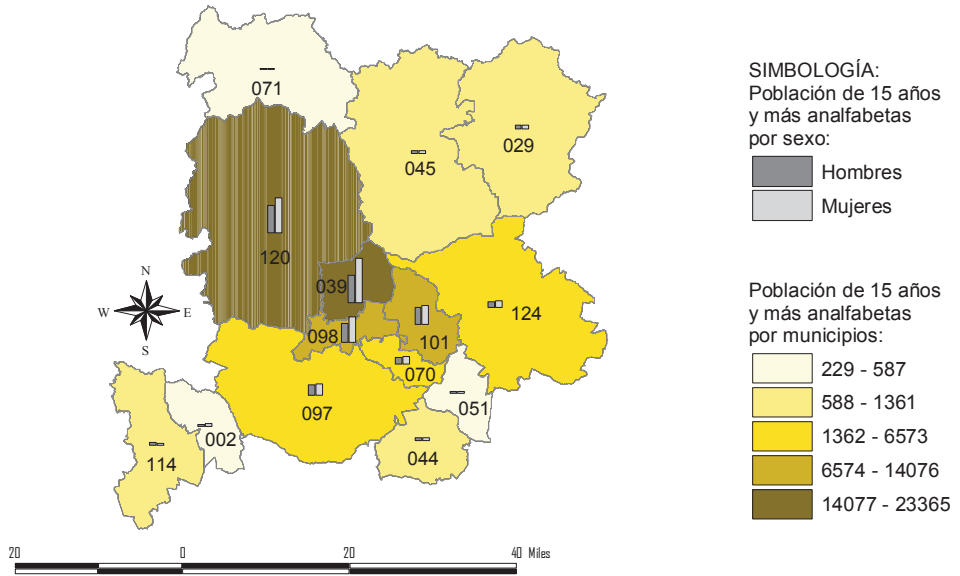 071
045
029
120
039
098
101
124
070
097
051
002
044
114
N
W E
S
20 0 20 40 Miles
SIMBOLOGÍA:
Población de 15 años
y más analfabetas
por sexo:
Hombres
Mujeres
Población de 15 años
y más analfabetas
por municipios:
229 - 587
588 - 1361
1362 - 6573
6574 - 14076
14077 - 23365